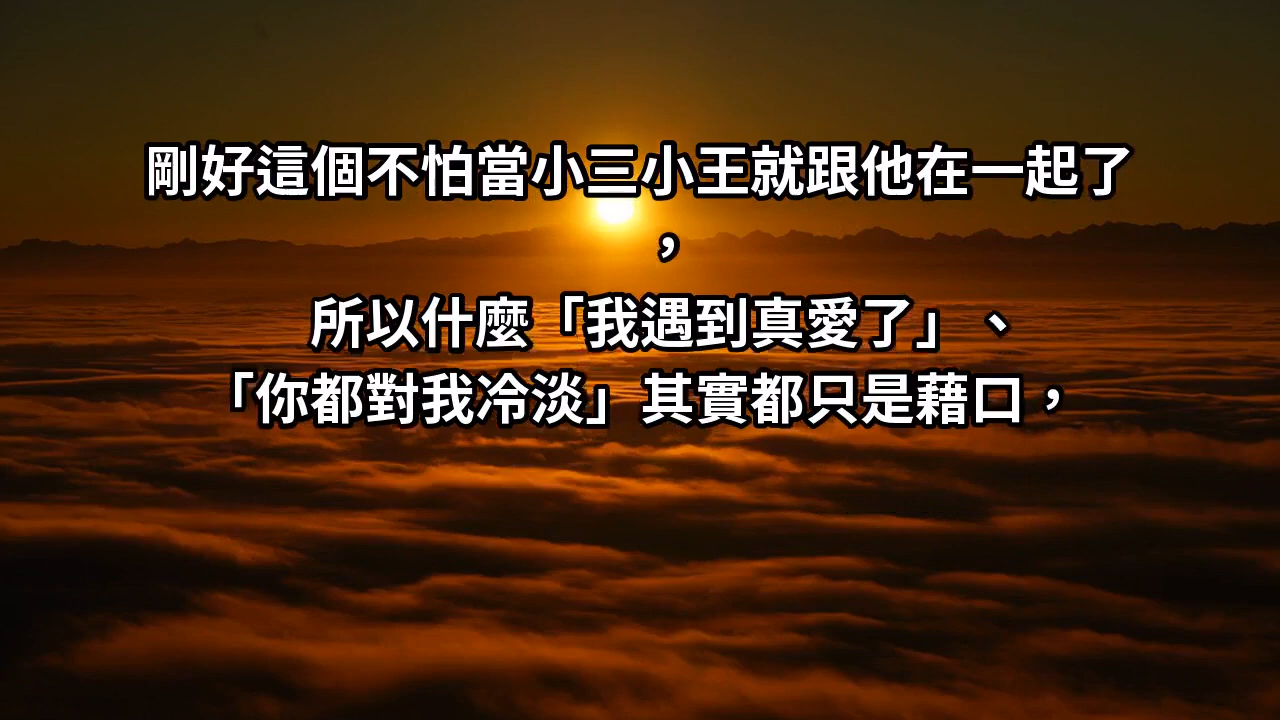 剛好這個不怕當小三小王就跟他在一起了
，
所以什麼「我遇到真愛了」、
「你都對我冷淡」其實都只是藉口，